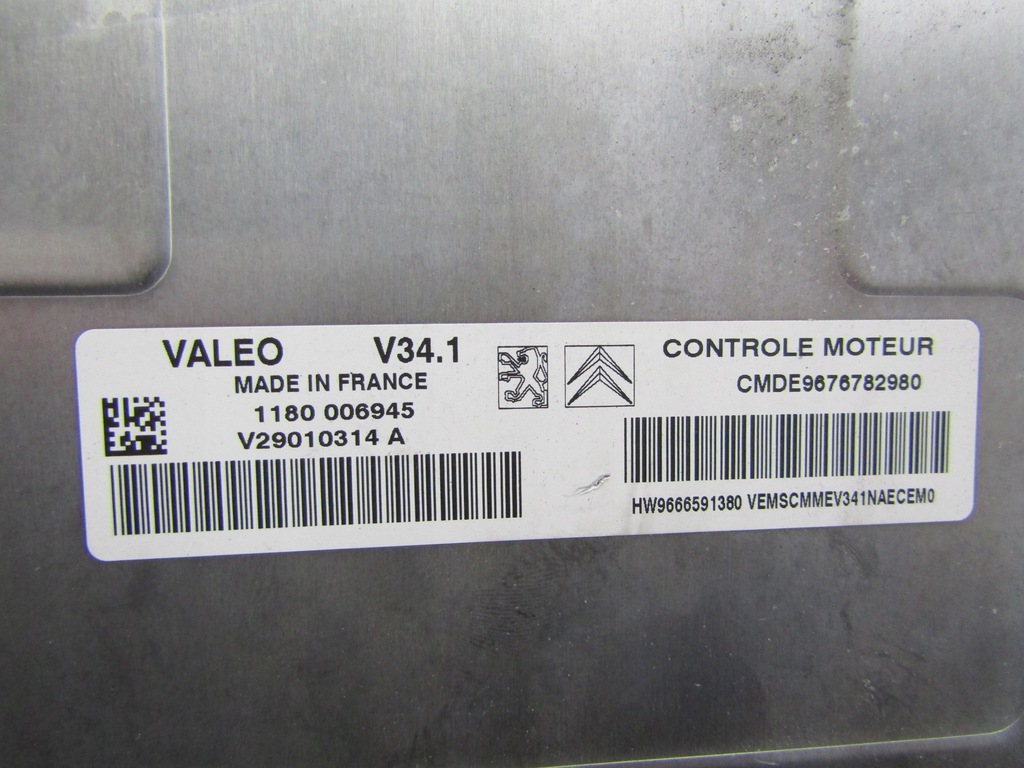 VALEO V34.1
MADE IN FRANCE
1180 006945
V29010314 A
CONTROLE MOTEUR
CMDE9676782980
HW9666591380 VEMSCMMEV341NAECEM0